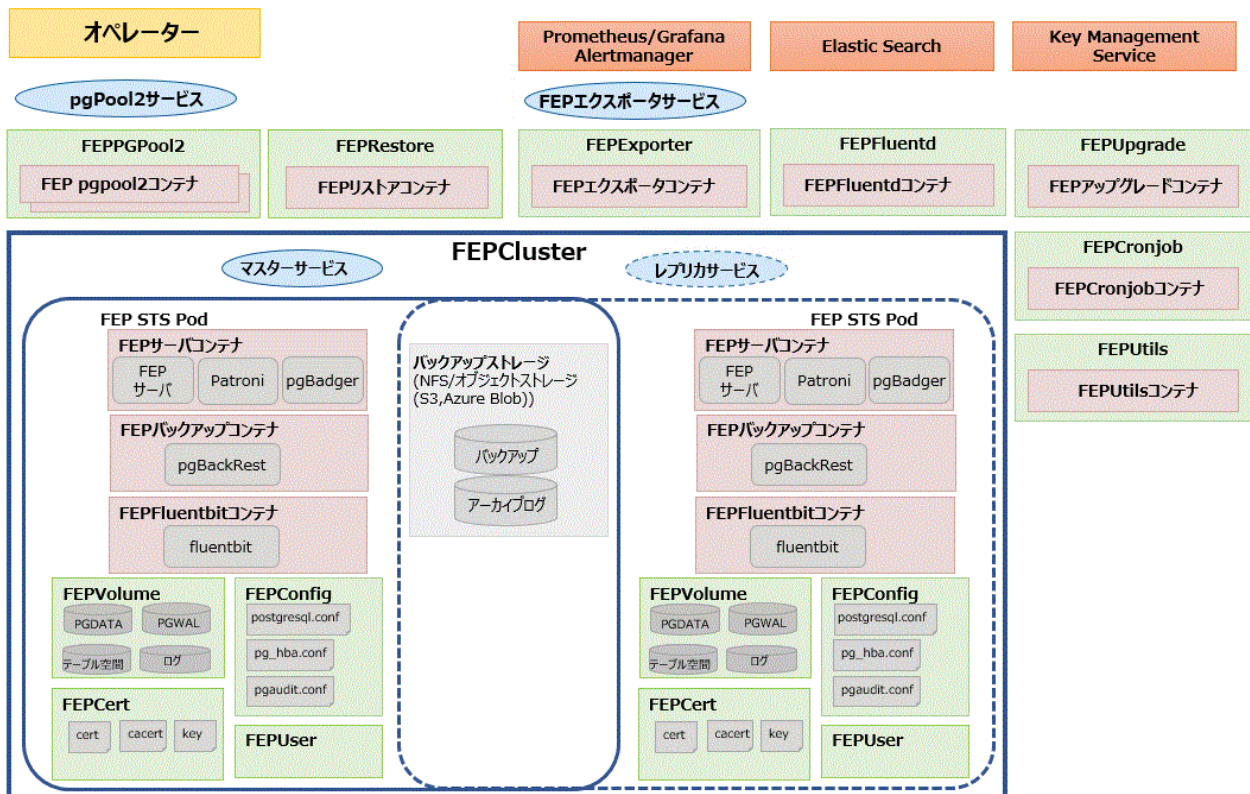 オペレーター
Prometheus/Grafana
Alertmanager
Elastic Search
Key Management
Service
pgPool2サービス
FEPエクスポータサービス
FEPPGPool2
FEP pgpool2コンテナ
FEPRestore
FEPリストアコンテナ
FEPExporter
FEPエクスポータコンテナ
FEPFluentd
FEPFluentdコンテナ
FEPUpgrade
FEPアップグレードコンテナ
FEPCluster
マスターサービス
レプリカサービス
FEPCronjob
FEPCronjobコンテナ
FEPUtils
FEPUtilsコンテナ
FEP STS Pod
FEPサーバコンテナ
FEP
サーバ
Patroni
pgBadger
FEPバックアップコンテナ
pgBackRest
FEPFluentbitコンテナ
fluentbit
FEPVolume
PGDATA
PGWAL
テーブル空間
ログ
FEPConfig
postgresql.conf
pg_hba.conf
pgaudit.conf
FEPCert
cert
cacert
key
FEPUser
バックアップストレージ
(NFS/オブジェクトストレージ
(S3,Azure Blob))
バックアップ
アーカイブログ
FEP STS Pod
FEPサーバコンテナ
FEP
サーバ
Patroni
pgBadger
FEPバックアップコンテナ
pgBackRest
FEPFluentbitコンテナ
fluentbit
FEPVolume
PGDATA
PGWAL
テーブル空間
ログ
FEPConfig
postgresql.conf
pg_hba.conf
pgaudit.conf
FEPCert
cert
cacert
key
FEPUser